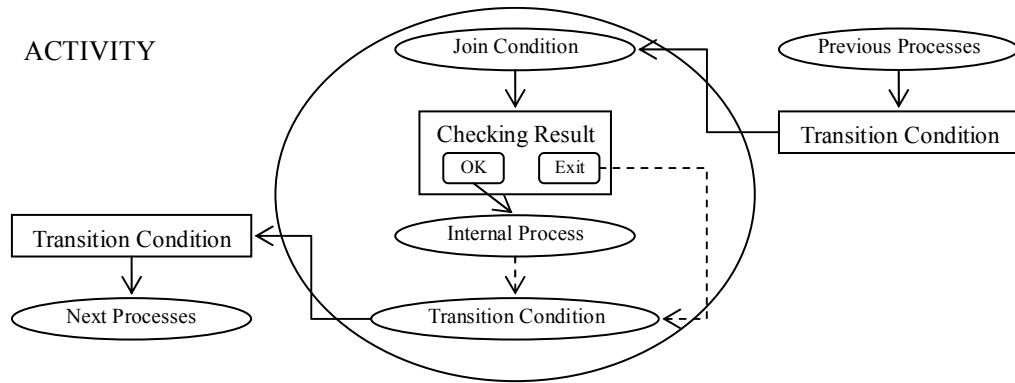 ACTIVITY
Join Condition
Previous Processes
Checking Result
OK
Exit
Transition Condition
Internal Process
Transition Condition
Transition Condition
Next Processes